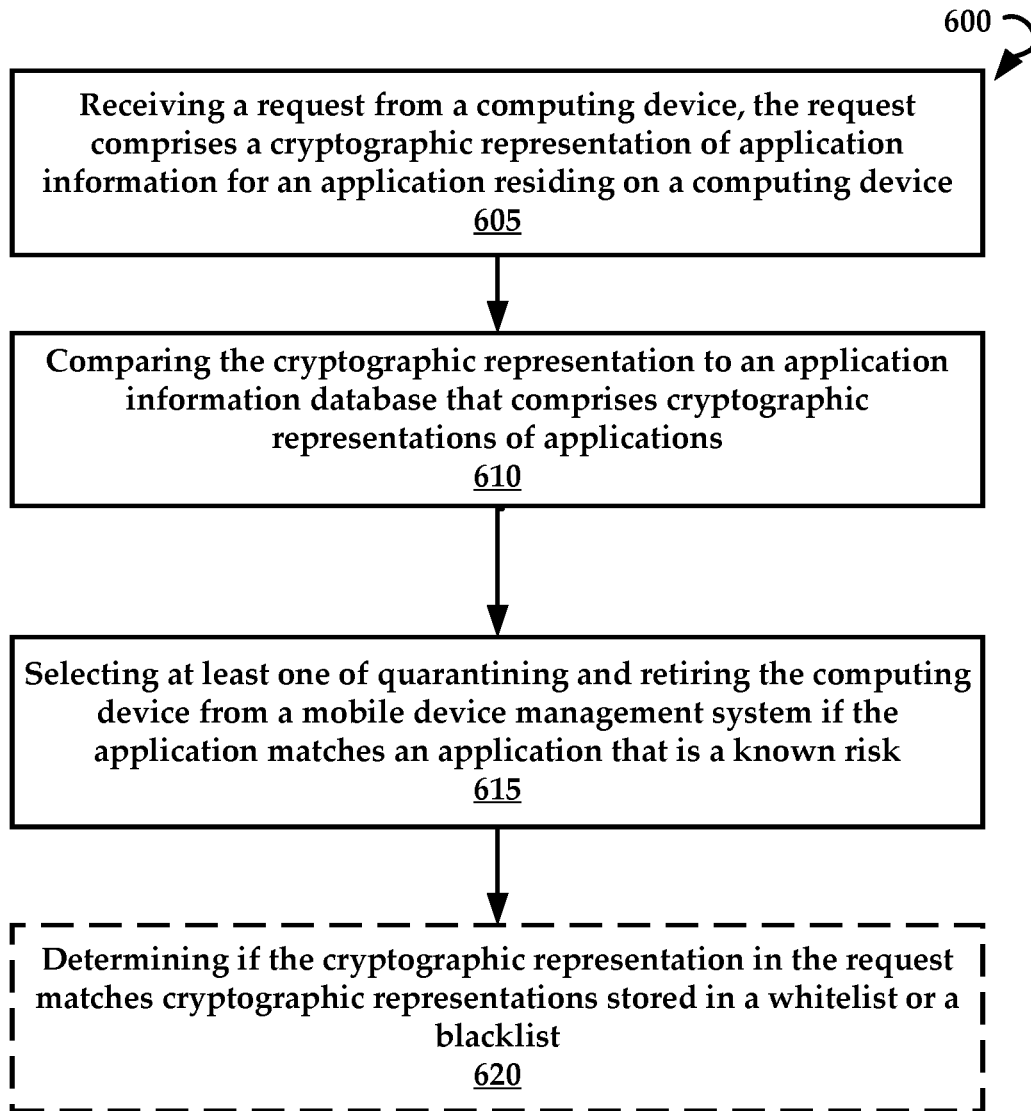 600
Receiving a request from a computing device, the request
comprises a cryptographic representation of application
information for an application residing on a computing device
605
Comparing the cryptographic representation to an application
information database that comprises cryptographic
representations of applications
610
Selecting at least one of quarantining and retiring the computing
device from a mobile device management system if the
application matches an application that is a known risk
615
Determining if the cryptographic representation in the request
matches cryptographic representations stored in a whitelist or a
blacklist
620